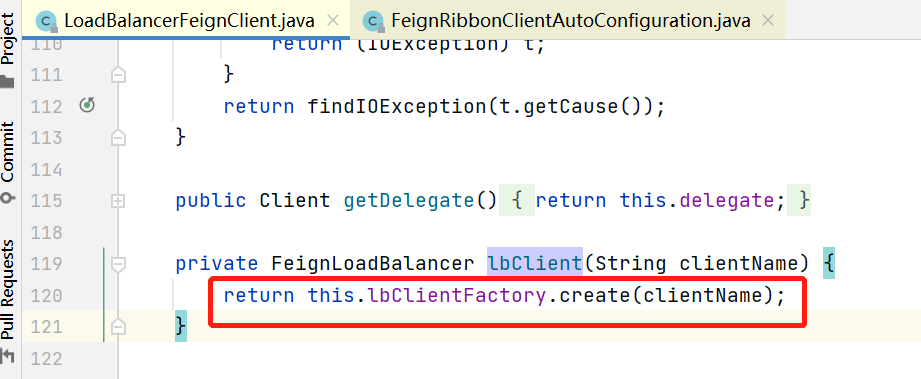 LoadBalancerFeignClient.java × FeignRibbonClientAutoConfiguration.java ×
Project
Commit
Pull Requests
110 return (IOException) t;
111 }
112 return findIOException(t.getCause());
113 }
114
115 public Client getDelegate() { return this.delegate; }
118
119 private FeignLoadBalancer lbClient(String clientName) {
120 return this.lbClientFactory.create(clientName);
121 }
122